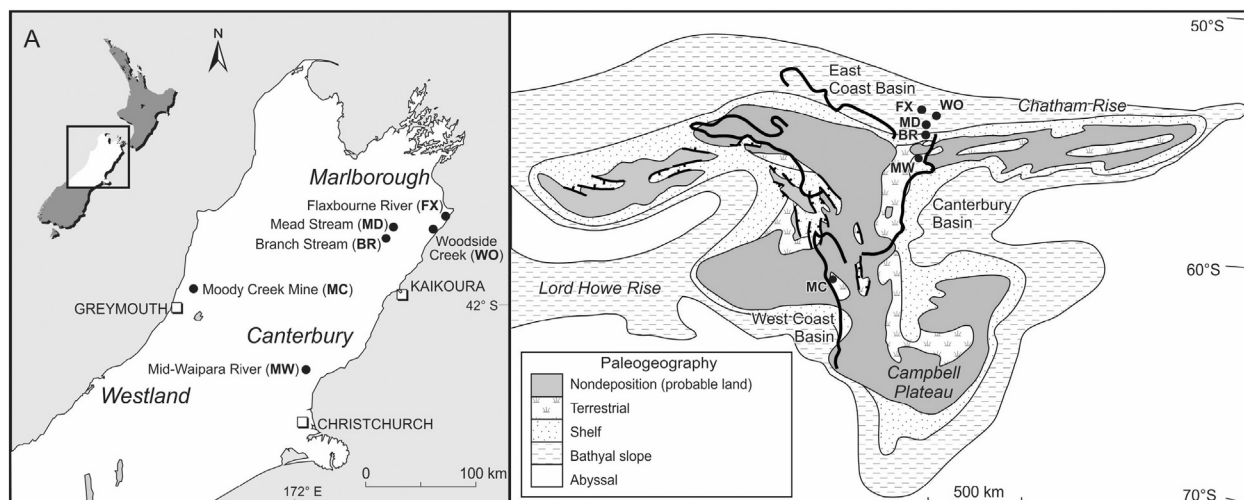 A
N
Marlborough
Flaxbourne River (FX)
Mead Stream (MD)
Branch Stream (BR)
Woodside
Creek (WO)
Moody Creek Mine (MC)
GREYMOUTH
KAIKOURA
42° S
Canterbury
Mid-Waipara River (MW)
Westland
CHRISTCHURCH
0 100 km
172° E
50°S
East
Coast Basin
FX
WO
MD
BR
Chatham Rise
MW
Canterbury
Basin
60°S
Lord Howe Rise
MC
West Coast
Basin
Campbell
Plateau
Paleogeography
Nondeposition (probable land)
Terrestrial
Shelf
Bathyal slope
Abyssal
500 km
70°S